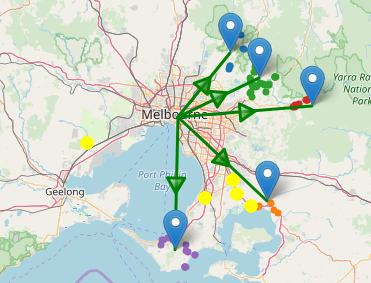 Melbourne
Yarra Ra
Nation
Park
Port Phillip
Bay
Geelong